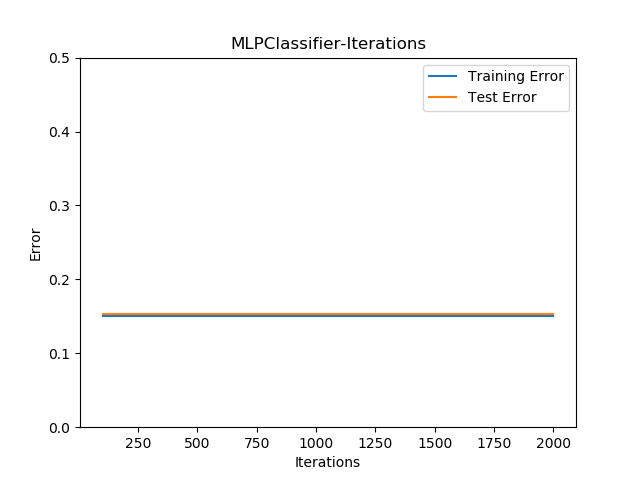 MLPClassifier-Iterations
Training Error
Test Error
0.5
0.4
0.3
0.2
0.1
0.0
Error
250 500 750 1000 1250 1500 1750 2000
Iterations